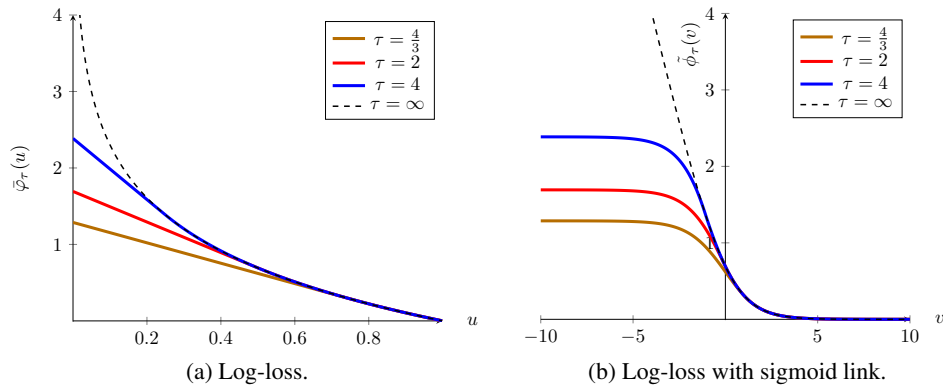 4
3
2
1
0.2
0.4
0.6
0.8
u
φ̄τ(u)
τ = 4/3
τ = 2
τ = 4
τ = ∞
(a) Log-loss.
4
3
2
1
−10
−5
5
10
v
ϕ̃τ(v)
τ = 4/3
τ = 2
τ = 4
τ = ∞
(b) Log-loss with sigmoid link.